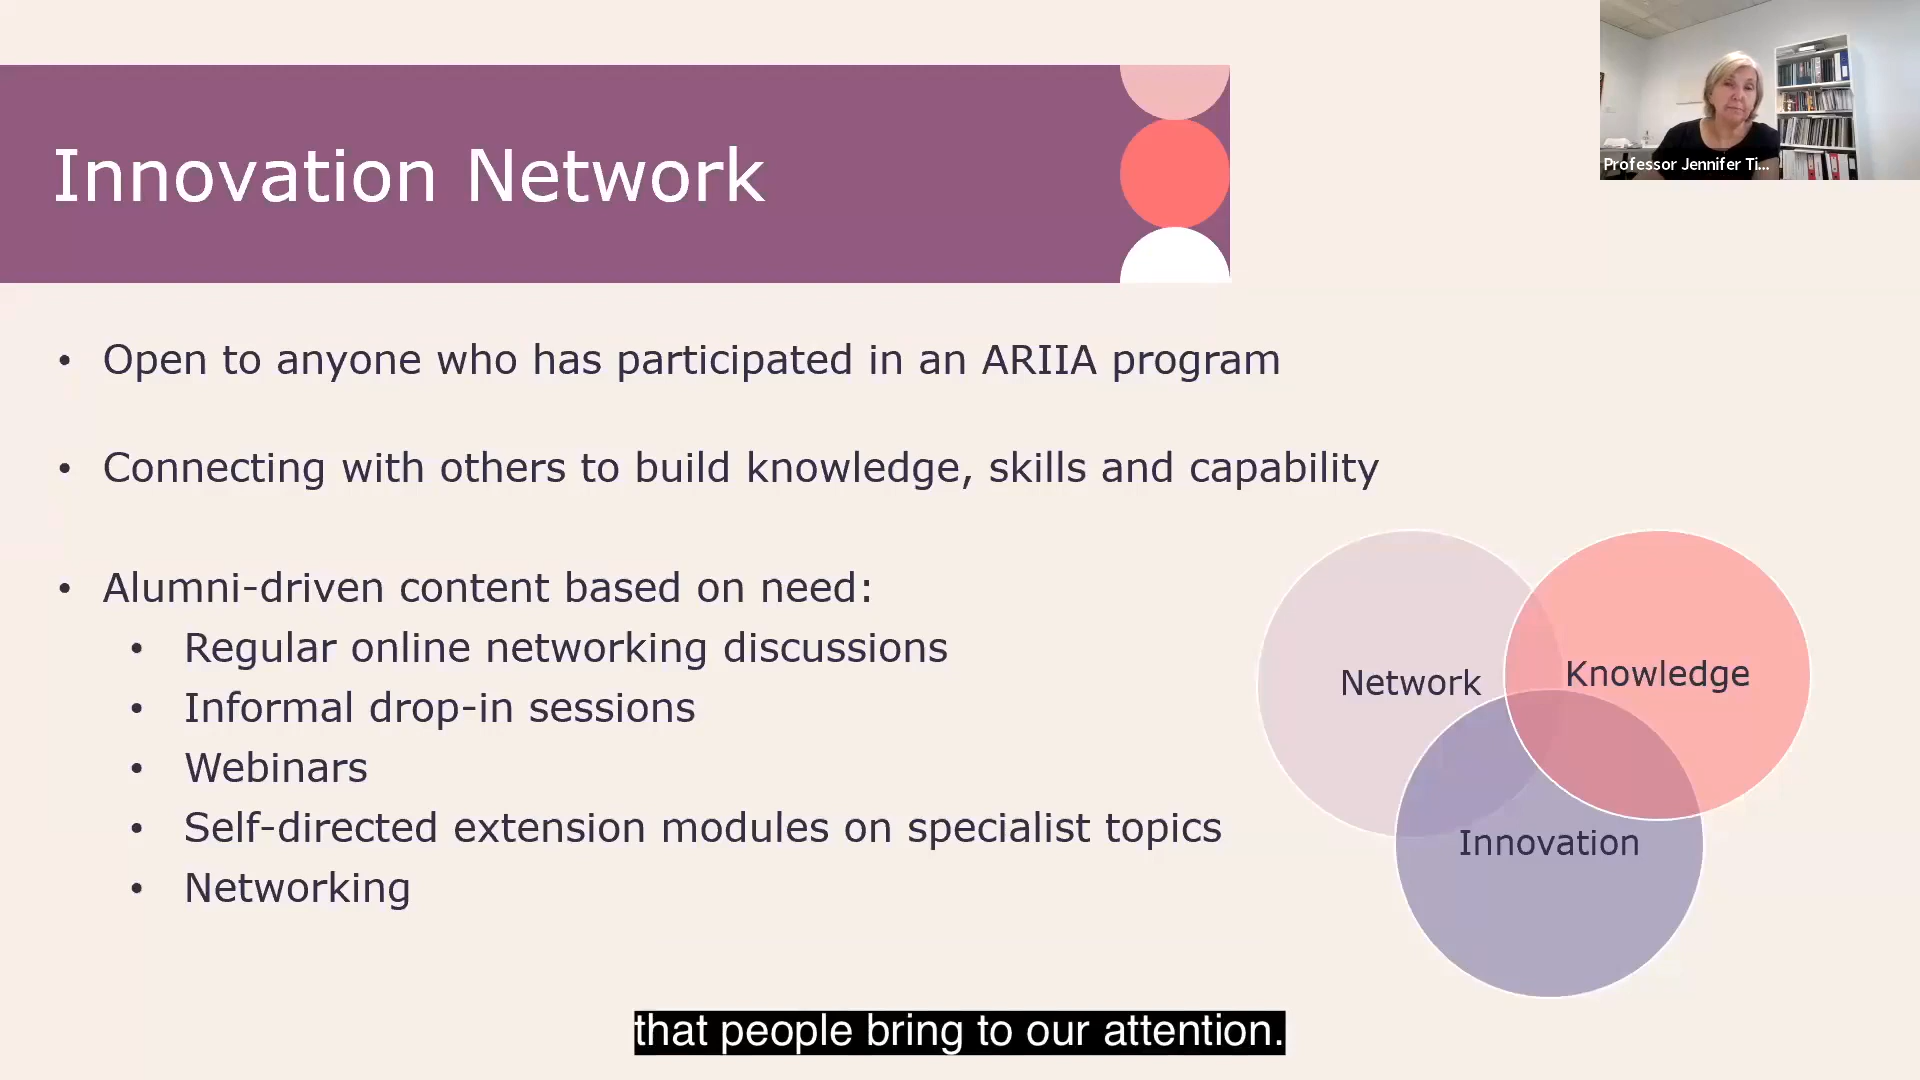 Innovation Network
Professor Jennifer Ti...
• Open to anyone who has participated in an ARIIA program
• Connecting with others to build knowledge, skills and capability
• Alumni-driven content based on need:
• Regular online networking discussions
• Informal drop-in sessions
• Webinars
• Self-directed extension modules on specialist topics
• Networking
Network
Knowledge
Innovation
that people bring to our attention.